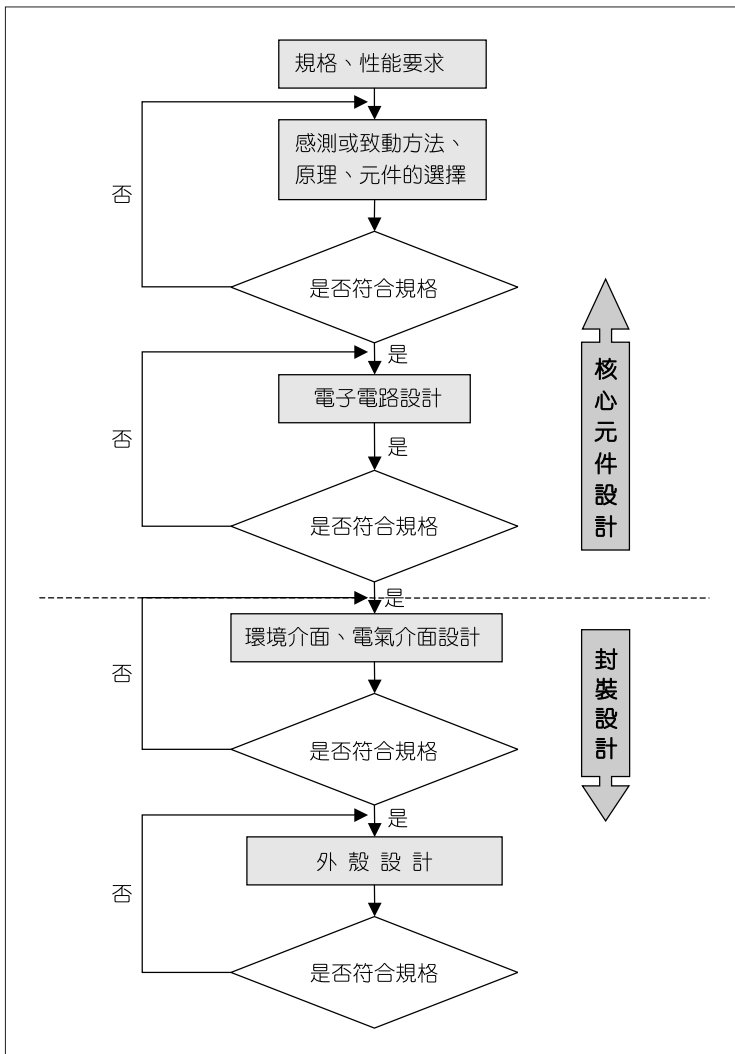 規格、性能要求
感測或致動方法、
原理、元件的選擇
否
是否符合規格
是
電子電路設計
否
是
是否符合規格
核心元件設計
是
環境介面、電氣介面設計
否
是否符合規格
封裝設計
是
外殼設計
否
是否符合規格